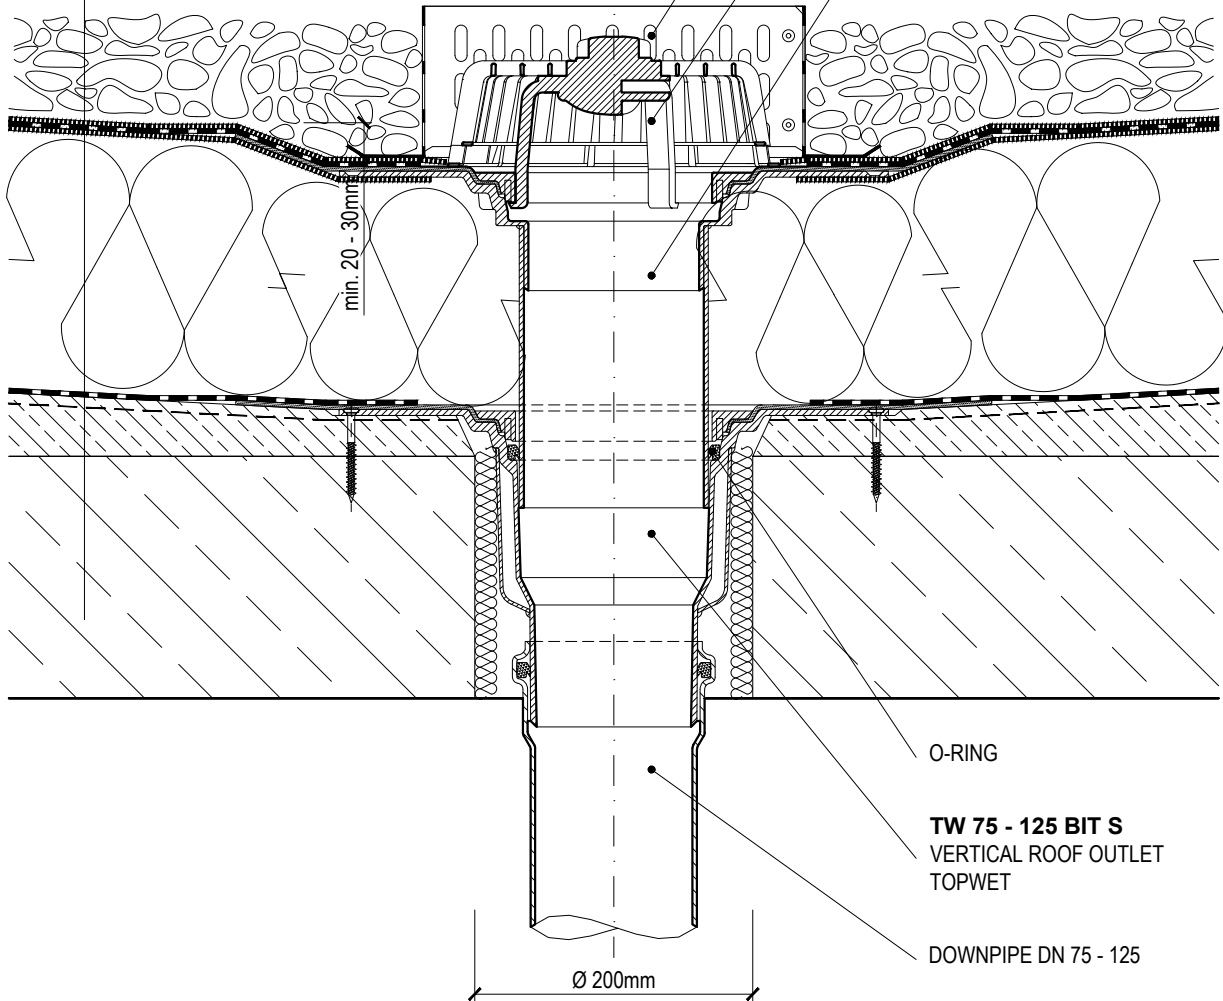 min. 20 - 30mm
O-RING
TW 75 - 125 BIT S
VERTICAL ROOF OUTLET
TOPWET
DOWNPIPE DN 75 - 125
Ø 200mm